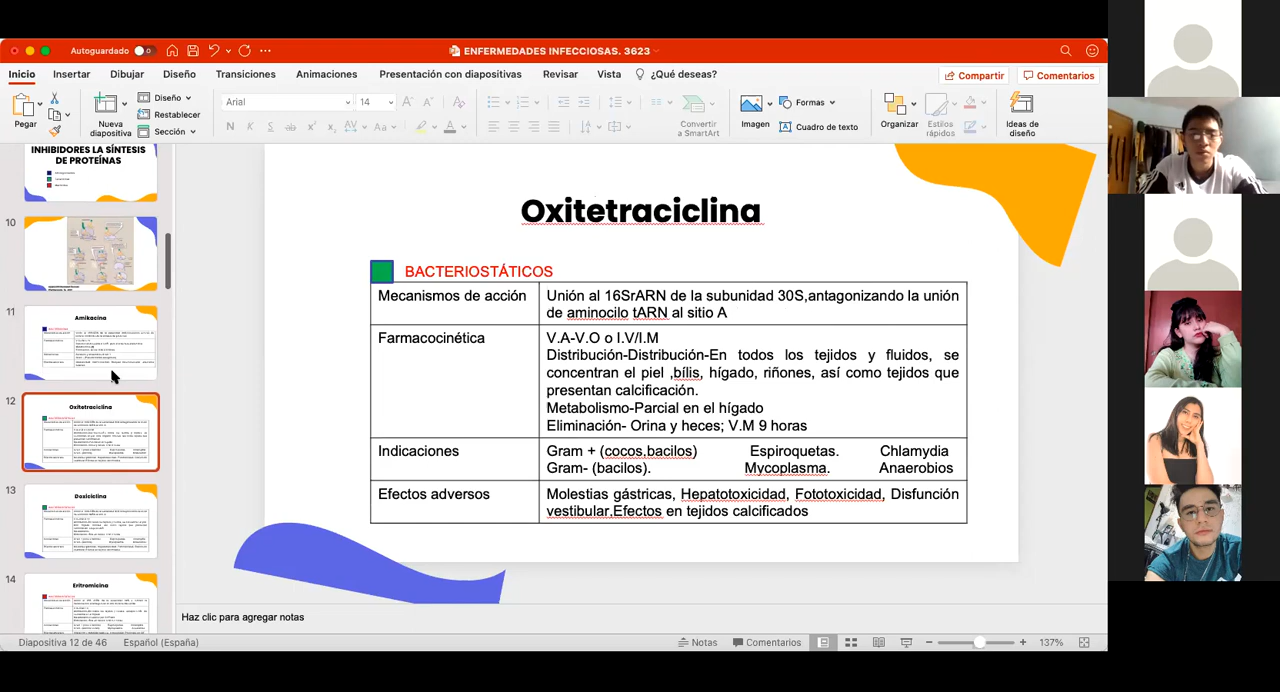 Autoguardado
ENFERMEDADES INFECCIOSAS. 3623
Inicio Insertar Dibujar Diseño Transiciones Animaciones Presentación con diapositivas Revisar Vista ¿Qué deseas? Compartir Comentarios
Pegar
Nueva diapositiva
Diseño
Restablecer
Sección
Arial 14
N K S ab
Convertir a SmartArt
Imagen
Formas
Cuadro de texto
Organizar
Estilos rápidos
Ideas de diseño
INHIBIDORES LA SÍNTESIS
DE PROTEÍNAS
10
11
Amikacina
12
Oxitetraciclina
13
Doxiciclina
14
Eritromicina
Oxitetraciclina
BACTERIOSTÁTICOS
Mecanismos de acción
Unión al 16SrARN de la subunidad 30S,antagonizando la unión
de aminocilo tARN al sitio A
Farmacocinética
V.A-V.O o I.V/I.M
Distribución-Distribución-En todos los tejidos y fluidos, se
concentran el piel ,bílis, hígado, riñones, así como tejidos que
presentan calcificación.
Metabolismo-Parcial en el hígado
Eliminación- Orina y heces; V.M 9 horas
Indicaciones
Gram + (cocos,bacilos) Espiroquetas. Chlamydia
Gram- (bacilos). Mycoplasma. Anaerobios
Efectos adversos
Molestias gástricas, Hepatotoxicidad, Fototoxicidad, Disfunción
vestibular.Efectos en tejidos calcificados
Haz clic para agregar notas
Diapositiva 12 de 46 Español (España) Notas Comentarios 137%